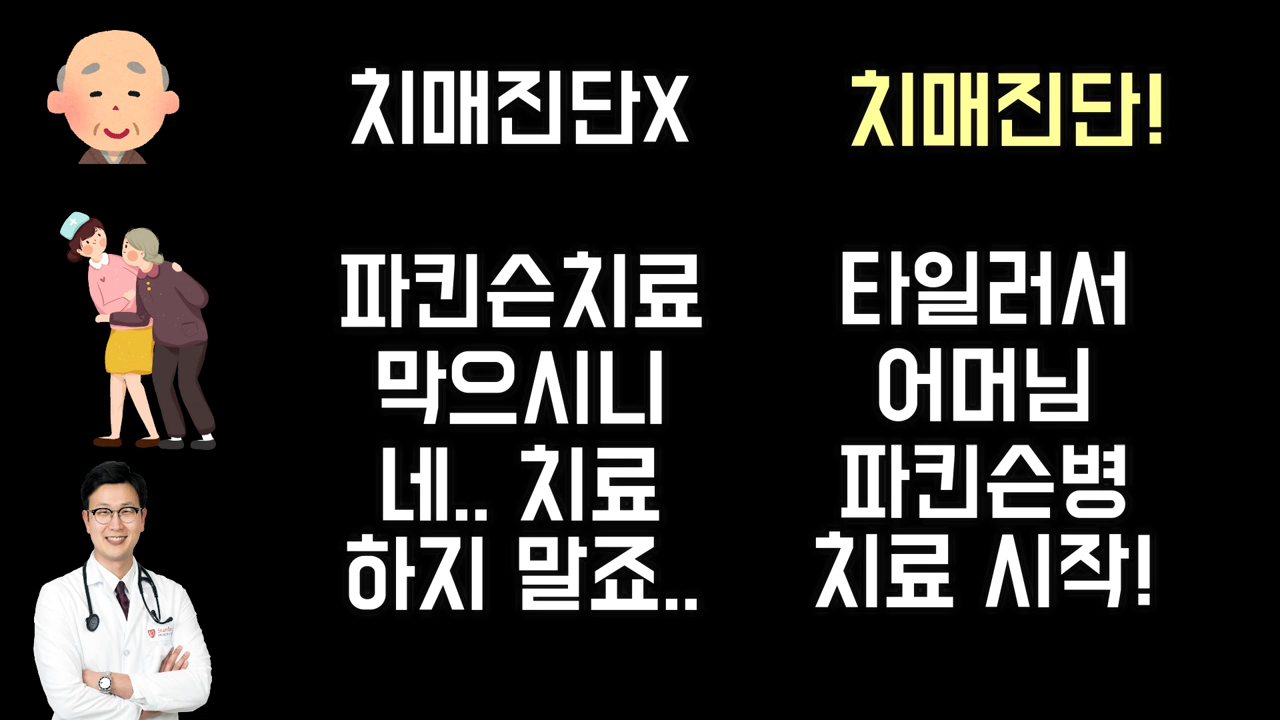 치매진단X
치매진단!
파킨슨치료
막으시니
네.. 치료
하지 말죠..
타일러서
어머님
파킨슨병
치료 시작!